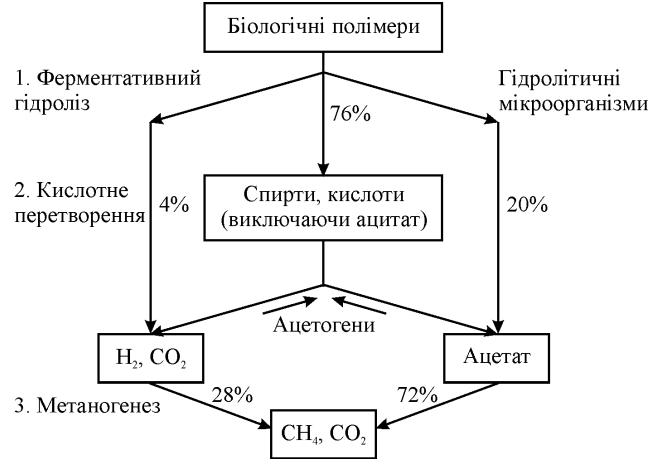 Біологічні полімери
1. Ферментативний
гідроліз
Гідролітичні
мікроорганізми
76%
2. Кислотне
перетворення
4%
Спирти, кислоти
(виключаючи ацитат)
20%
Ацетогени
H₂, CO₂
Ацетат
3. Метаногенез
28%
72%
CH₄, CO₂